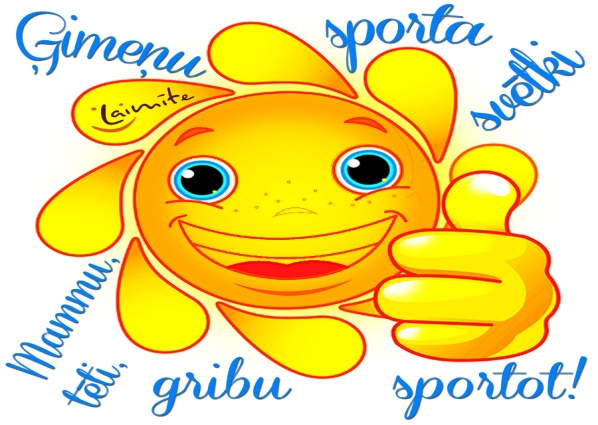 Ģimeņu sporta svētki
Laimīte
Mammu,
tēti,
gribu sportot!